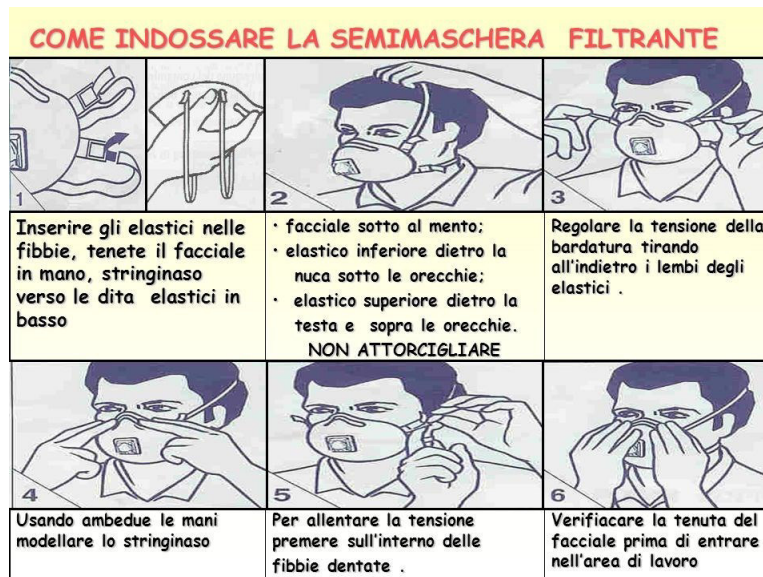 COME INDOSSARE LA SEMIMASCHERA FILTRANTE
1
Inserire gli elastici nelle
fibbie, tenete il facciale
in mano, stringinaso
verso le dita elastici in
basso
2
· facciale sotto al mento;
· elastico inferiore dietro la
nuca sotto le orecchie;
· elastico superiore dietro la
testa e sopra le orecchie.
NON ATTORCIGLIARE
3
Regolare la tensione della
bardatura tirando
all'indietro i lembi degli
elastici .
4
Usando ambedue le mani
modellare lo stringinaso
5
Per allentare la tensione
premere sull'interno delle
fibbie dentate .
6
Verifiacare la tenuta del
facciale prima di entrare
nell'area di lavoro